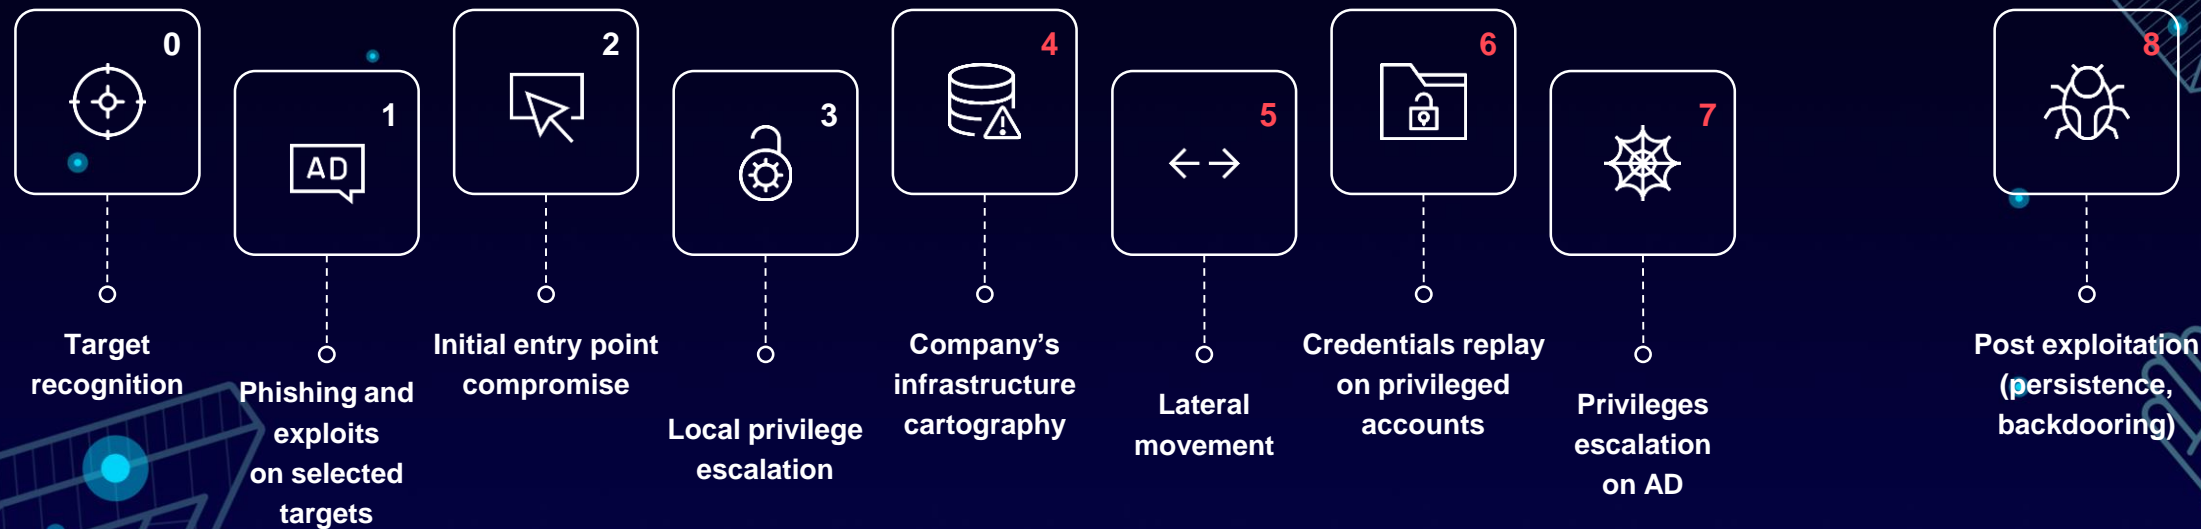 0
Target
recognition
1
AD
Phishing and
exploits
on selected
targets
2
Initial entry point
compromise
3
Local privilege
escalation
4
Company’s
infrastructure
cartography
5
Lateral
movement
6
Credentials replay
on privileged
accounts
7
Privileges
escalation
on AD
8
Post exploitation
(persistence,
backdooring)